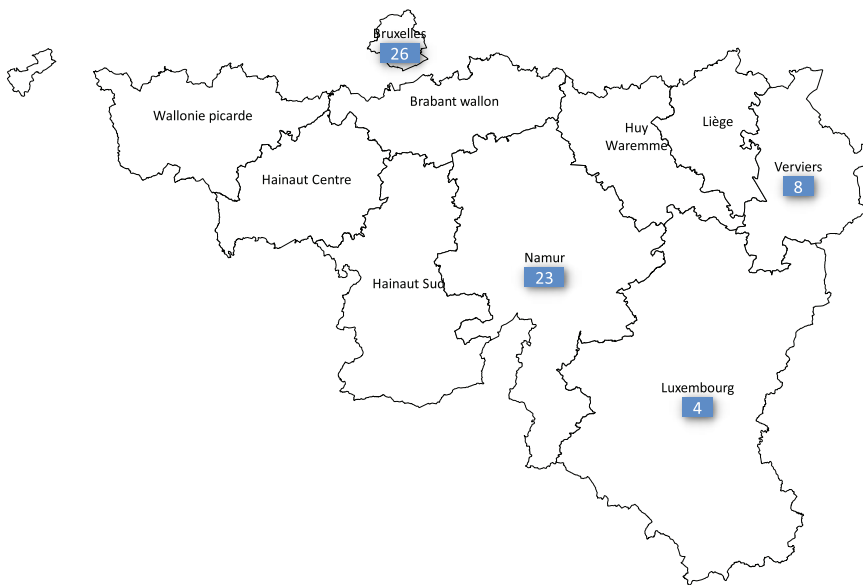 Bruxelles
26
Brabant wallon
Wallonie picarde
Liège
Huy
Waremme
Verviers
8
Hainaut Centre
Namur
23
Hainaut Sud
Luxembourg
4